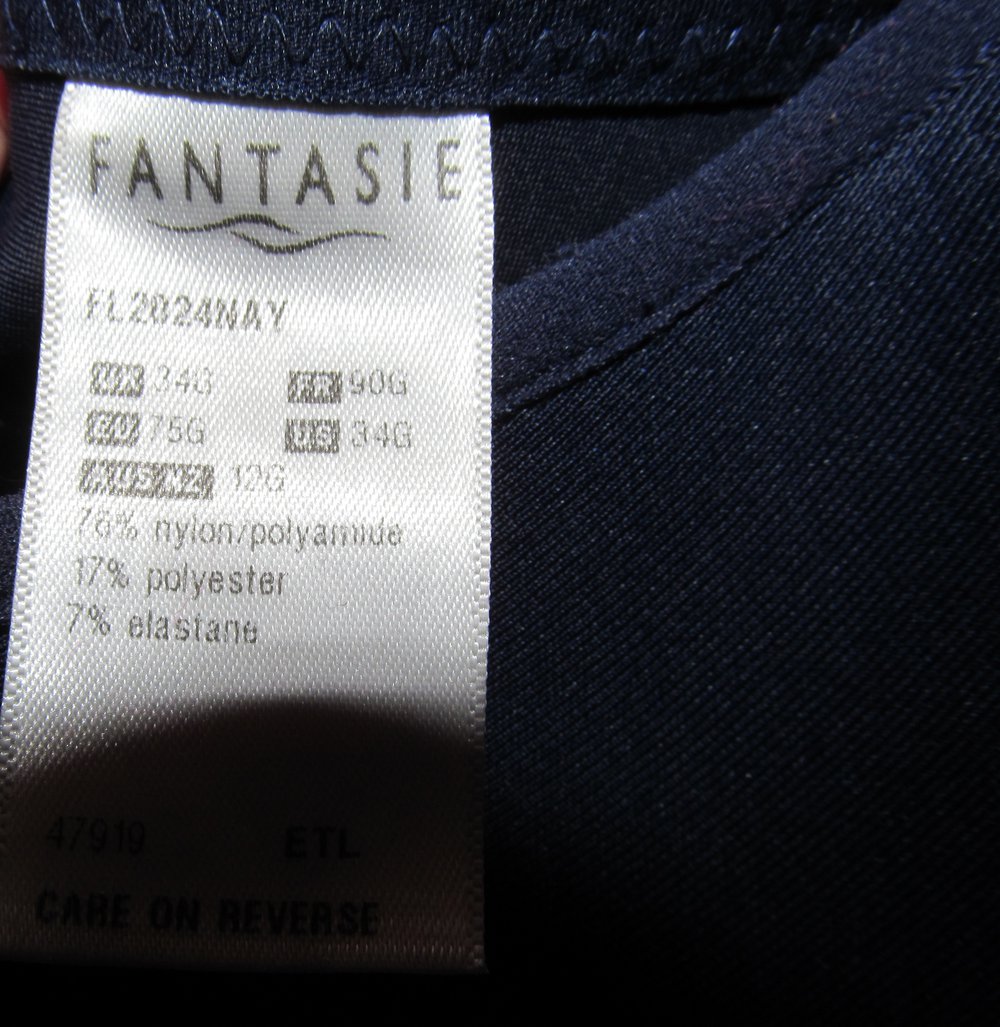 FANTASIE
FL2024NAY
UK 34G FR 90G
EU 75G US 34G
AUS/NZ 12G
76% nylon/polyamide
17% polyester
7% elastane
47919 ETL
CARE ON REVERSE